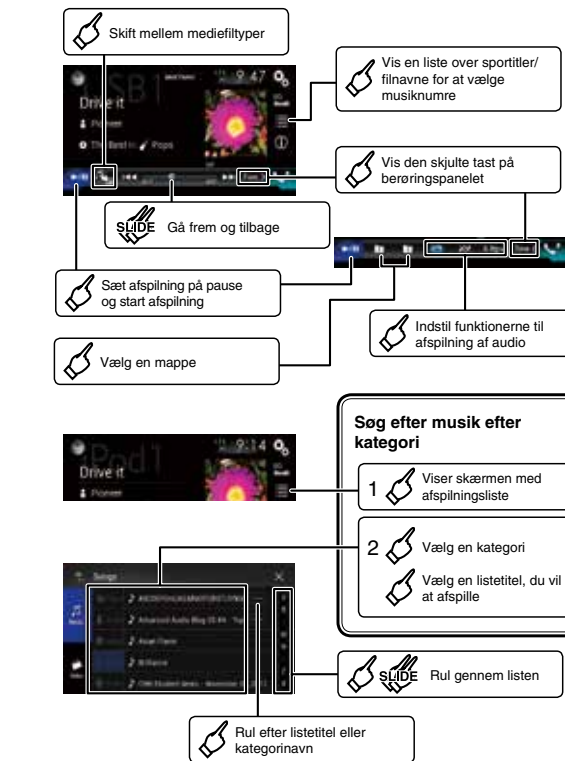 Skift mellem mediefiltyper
9 47
Drive it
Pioneer
Pops
Vis en liste over sportitler/
filnavne for at vælge
musiknumre
Vis den skjulte tast på
berøringspanelet
SLIDE Gå frem og tilbage
Sæt afspilning på pause
og start afspilning
Indstil funktionerne til
afspilning af audio
Vælg en mappe
Søg efter musik efter
kategori
9:14
Drive it
Pioneer
1 Viser skærmen med
afspilningsliste
2 Vælg en kategori
Vælg en listetitel, du vil
at afspille
Songs
Brilliance
SLIDE Rul gennem listen
Rul efter listetitel eller
kategorinavn